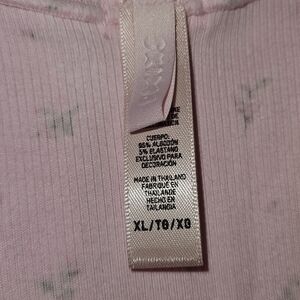 CUERPO:
95% ALGODÓN
5% ELASTANO
EXCLUSIVO PARA
DECORACIÓN
MADE IN THAILAND
FABRIQUÉ EN
THAÏLANDE
HECHO EN
TAILANDIA
XL/TG/XG